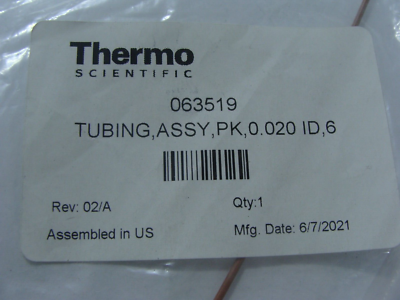 Thermo
SCIENTIFIC
063519
TUBING,ASSY,PK,0.020 ID,6
Rev: 02/A
Qty:1
Assembled in US
Mfg. Date: 6/7/2021